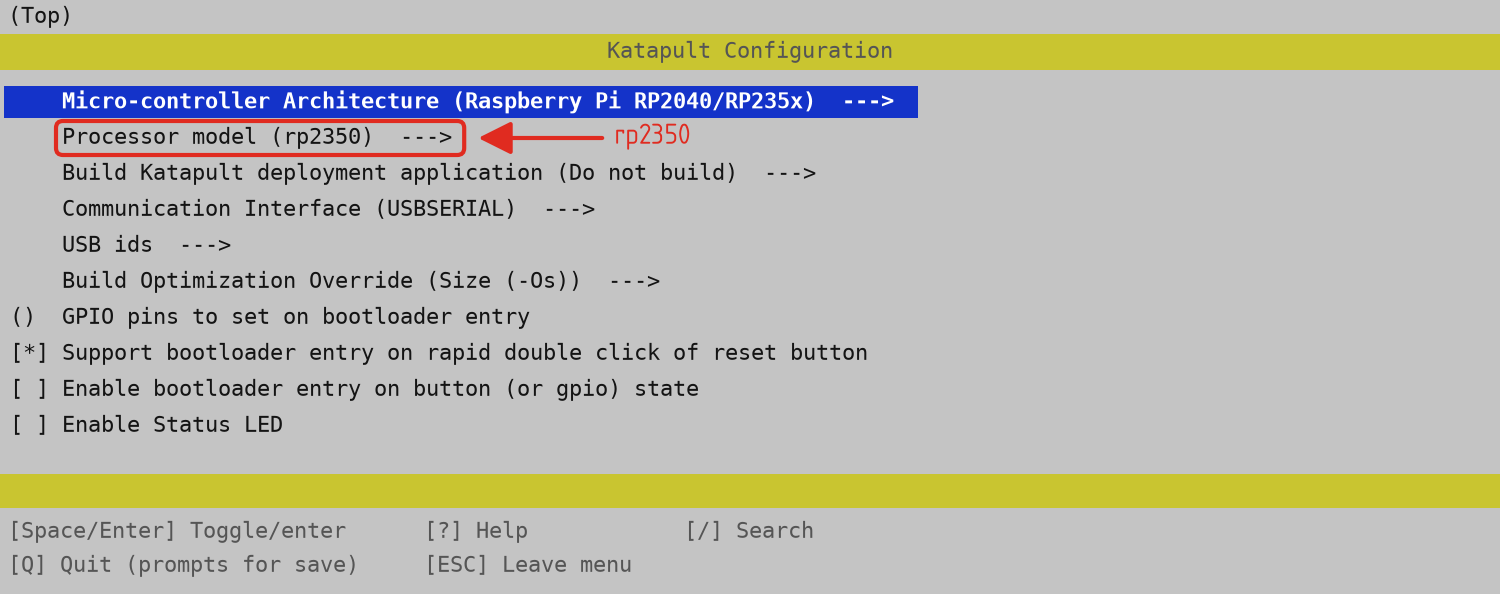 (Top)
Katapult Configuration
Micro-controller Architecture (Raspberry Pi RP2040/RP235x)  --->
Processor model (rp2350)  ---> rp2350
Build Katapult deployment application (Do not build)  --->
Communication Interface (USBSERIAL)  --->
USB ids  --->
Build Optimization Override (Size (-Os))  --->
()  GPIO pins to set on bootloader entry
[*] Support bootloader entry on rapid double click of reset button
[ ] Enable bootloader entry on button (or gpio) state
[ ] Enable Status LED
[Space/Enter] Toggle/enter      [?] Help            [/] Search
[Q] Quit (prompts for save)     [ESC] Leave menu